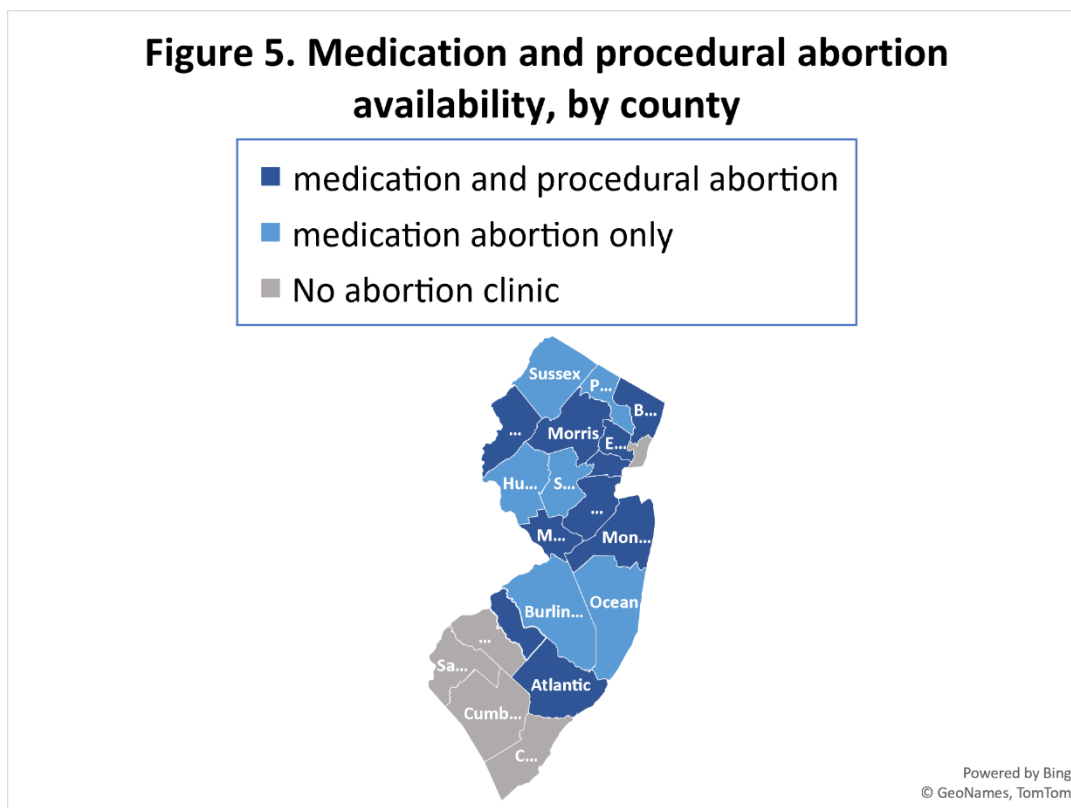 Figure 5. Medication and procedural abortion
availability, by county
medication and procedural abortion
medication abortion only
No abortion clinic
Sussex
P...
B...
...
Morris
E...
Hu...
S...
...
M...
Mon...
Ocean
Burlin...
...
Sa...
Atlantic
Cumb...
C...
Powered by Bing
© GeoNames, TomTom